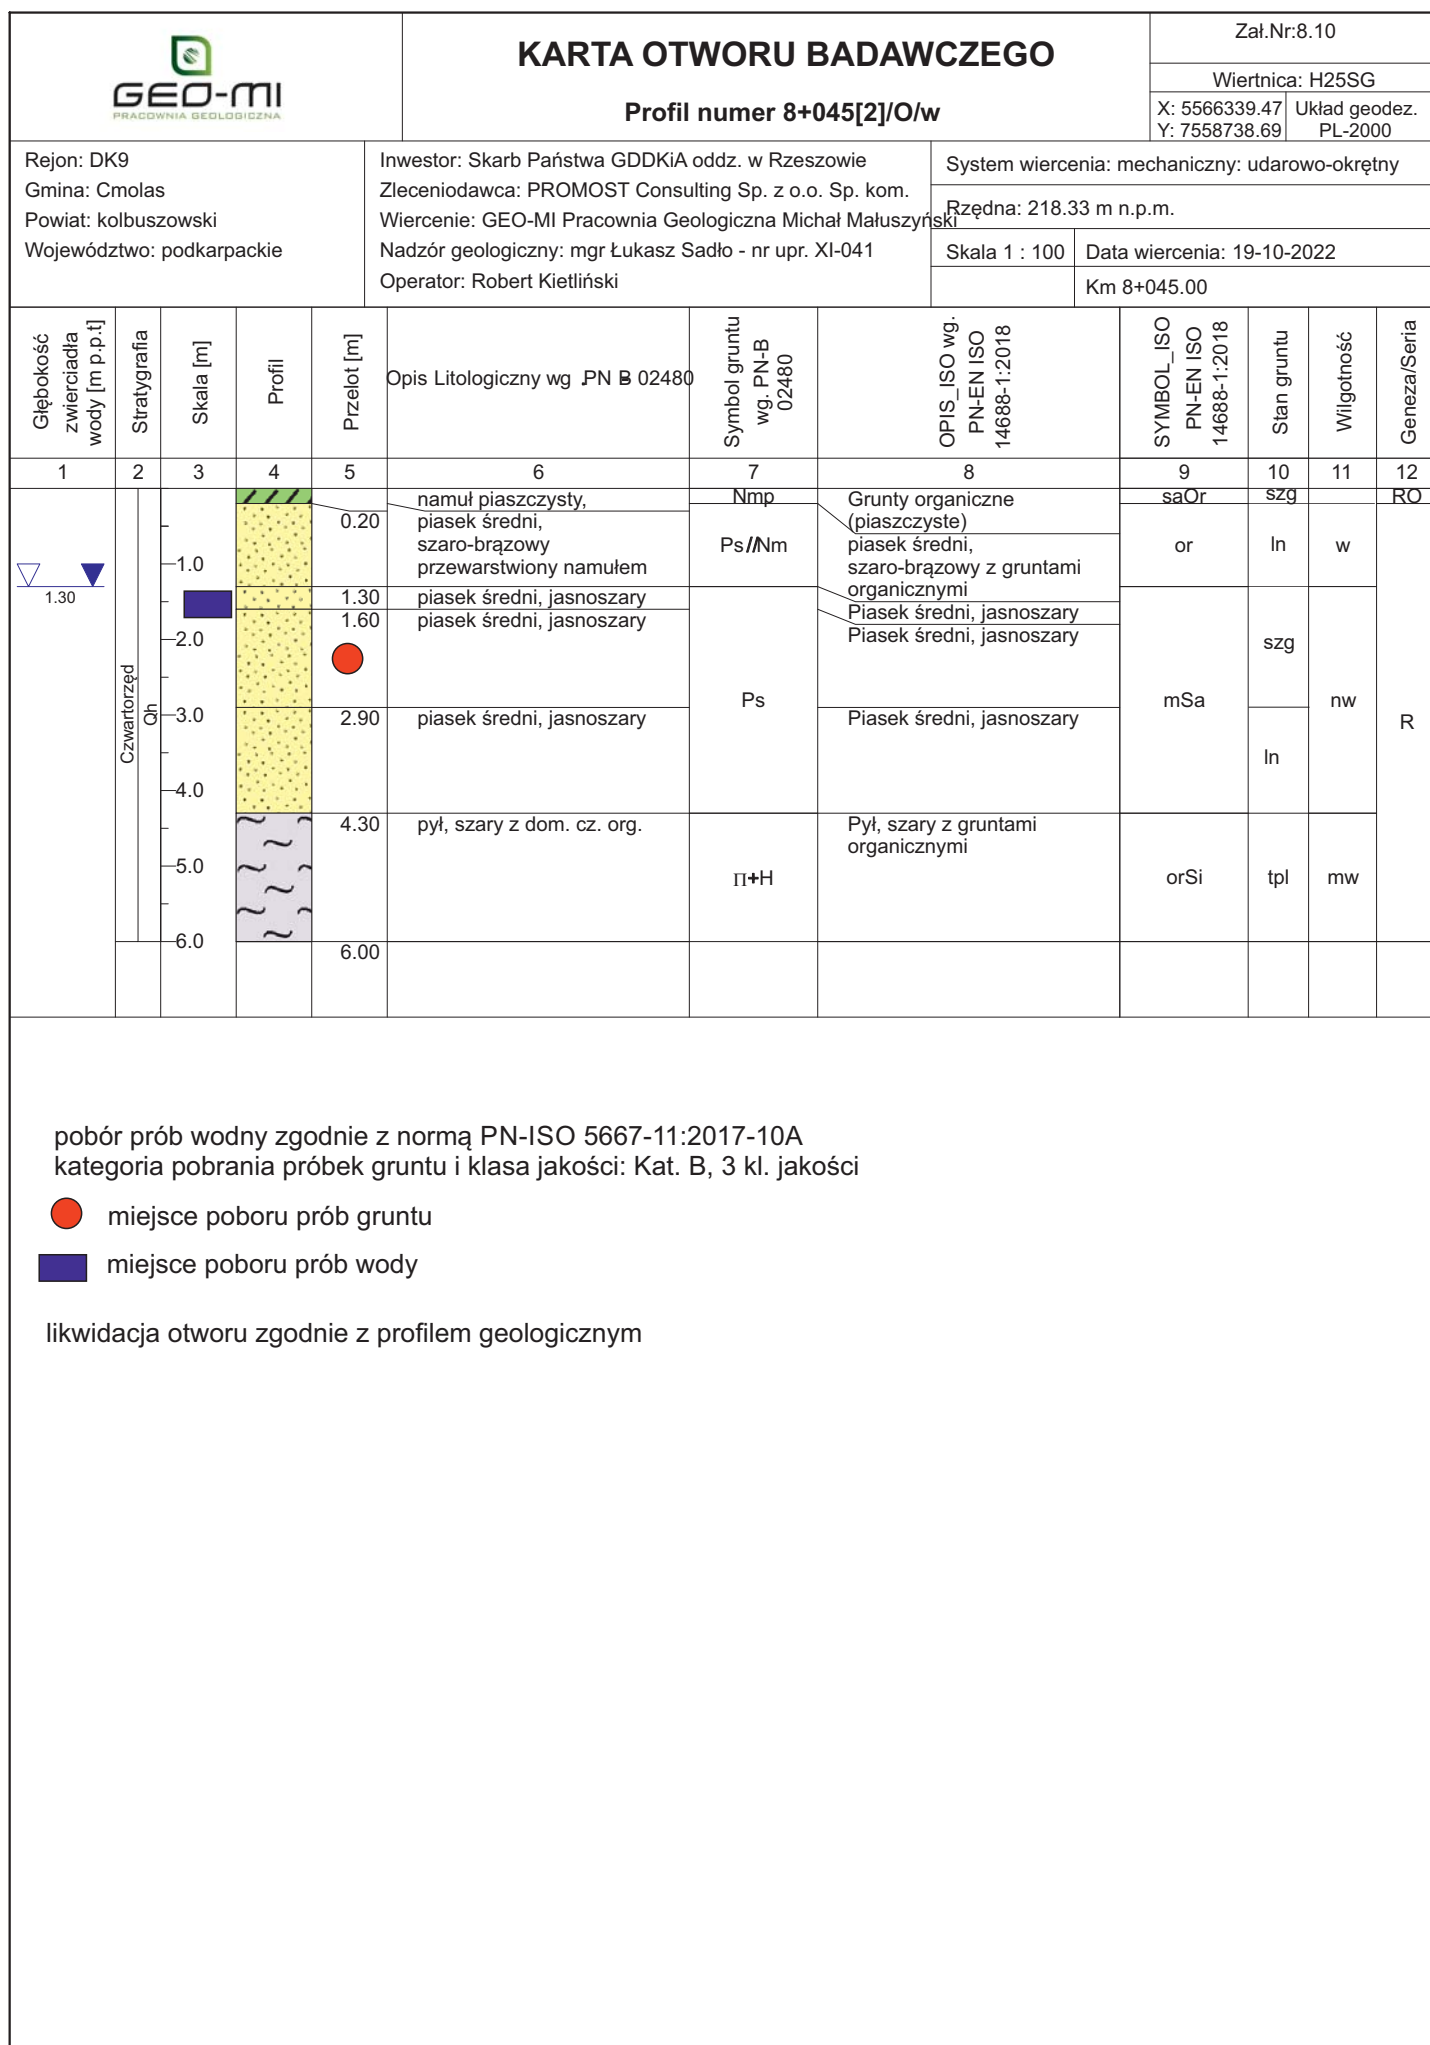 GEO-MI
PRACOWNIA GEOLOGICZNA
KARTA OTWORU BADAWCZEGO
Profil numer 8+045[2]/O/w
Zał.Nr:8.10
Wiertnica: H25SG
X: 5566339.47
Y: 7558738.69
Układ geodez.
PL-2000
Rejon: DK9
Gmina: Cmolas
Powiat: kolbuszowski
Województwo: podkarpackie
Inwestor: Skarb Państwa GDDKiA oddz. w Rzeszowie
Zleceniodawca: PROMOST Consulting Sp. z o.o. Sp. kom.
Wiercenie: GEO-MI Pracownia Geologiczna Michał Małuszyński
Nadzór geologiczny: mgr Łukasz Sadło - nr upr. XI-041
Operator: Robert Kietliński
System wiercenia: mechaniczny: udarowo-okrętny
Rzędna: 218.33 m n.p.m.
Skala 1 : 100
Data wiercenia: 19-10-2022
Km 8+045.00
Głębokość
zwierciadła
wody [m p.p.t]
Stratygrafia
Skala [m]
Profil
Przelot [m]
Opis Litologiczny wg .PN B 02480
Symbol gruntu
wg. PN-B
02480
OPIS_ISO wg.
PN-EN ISO
14688-1:2018
SYMBOL_ISO
PN-EN ISO
14688-1:2018
Stan gruntu
Wilgotność
Geneza/Seria
1 2 3 4 5 6 7 8 9 10 11 12
1.30
Czwartorzęd
Qh
1.0
2.0
3.0
4.0
5.0
6.0
0.20
1.30
1.60
2.90
4.30
6.00
namuł piaszczysty,
piasek średni,
szaro-brązowy
przewarstwiony namułem
piasek średni, jasnoszary
piasek średni, jasnoszary
piasek średni, jasnoszary
pył, szary z dom. cz. org.
Nmp
Ps//Nm
Ps
Π+H
Grunty organiczne
(piaszczyste)
piasek średni,
szaro-brązowy z gruntami
organicznymi
Piasek średni, jasnoszary
Piasek średni, jasnoszary
Piasek średni, jasnoszary
Pył, szary z gruntami
organicznymi
saOr
or
mSa
orSi
szg
ln
szg
ln
tpl
w
nw
mw
RO
R
pobór prób wodny zgodnie z normą PN-ISO 5667-11:2017-10A
kategoria pobrania próbek gruntu i klasa jakości: Kat. B, 3 kl. jakości
miejsce poboru prób gruntu
miejsce poboru prób wody
likwidacja otworu zgodnie z profilem geologicznym